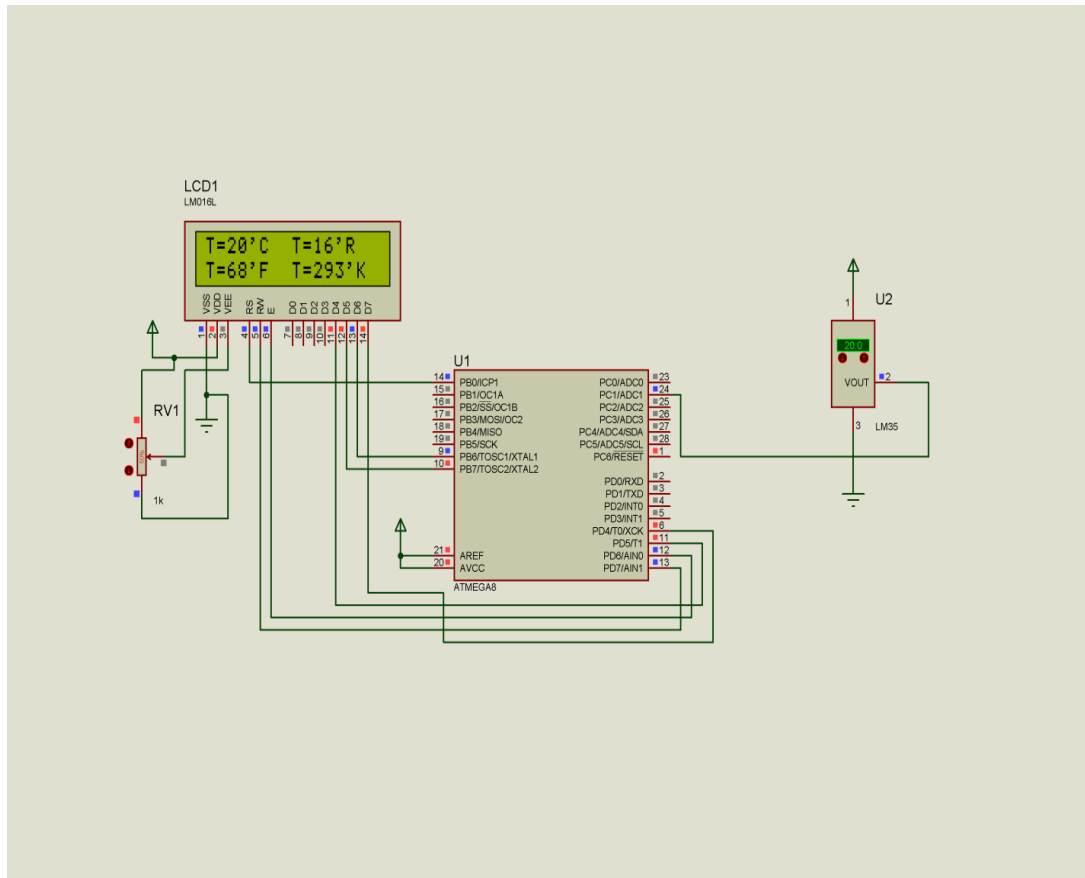 LCD1
LM016L
T=20'C T=16'R
T=68'F T=293'K
VSS VDD VEE RS RW E D0 D1 D2 D3 D4 D5 D6 D7
1 2 3 4 5 6 7 8 9 10 11 12 13 14
RV1
50%
1k
U1
14 PB0/ICP1 PC0/ADC0 23
15 PB1/OC1A PC1/ADC1 24
16 PB2/SS/OC1B PC2/ADC2 25
17 PB3/MOSI/OC2 PC3/ADC3 26
18 PB4/MISO PC4/ADC4/SDA 27
19 PB5/SCK PC5/ADC5/SCL 28
9 PB6/TOSC1/XTAL1 PC6/RESET 1
10 PB7/TOSC2/XTAL2
PD0/RXD 2
PD1/TXD 3
PD2/INT0 4
PD3/INT1 5
PD4/T0/XCK 6
PD5/T1 11
21 AREF PD6/AIN0 12
20 AVCC PD7/AIN1 13
ATMEGA8
U2
1
20.0
VOUT 2
3
LM35